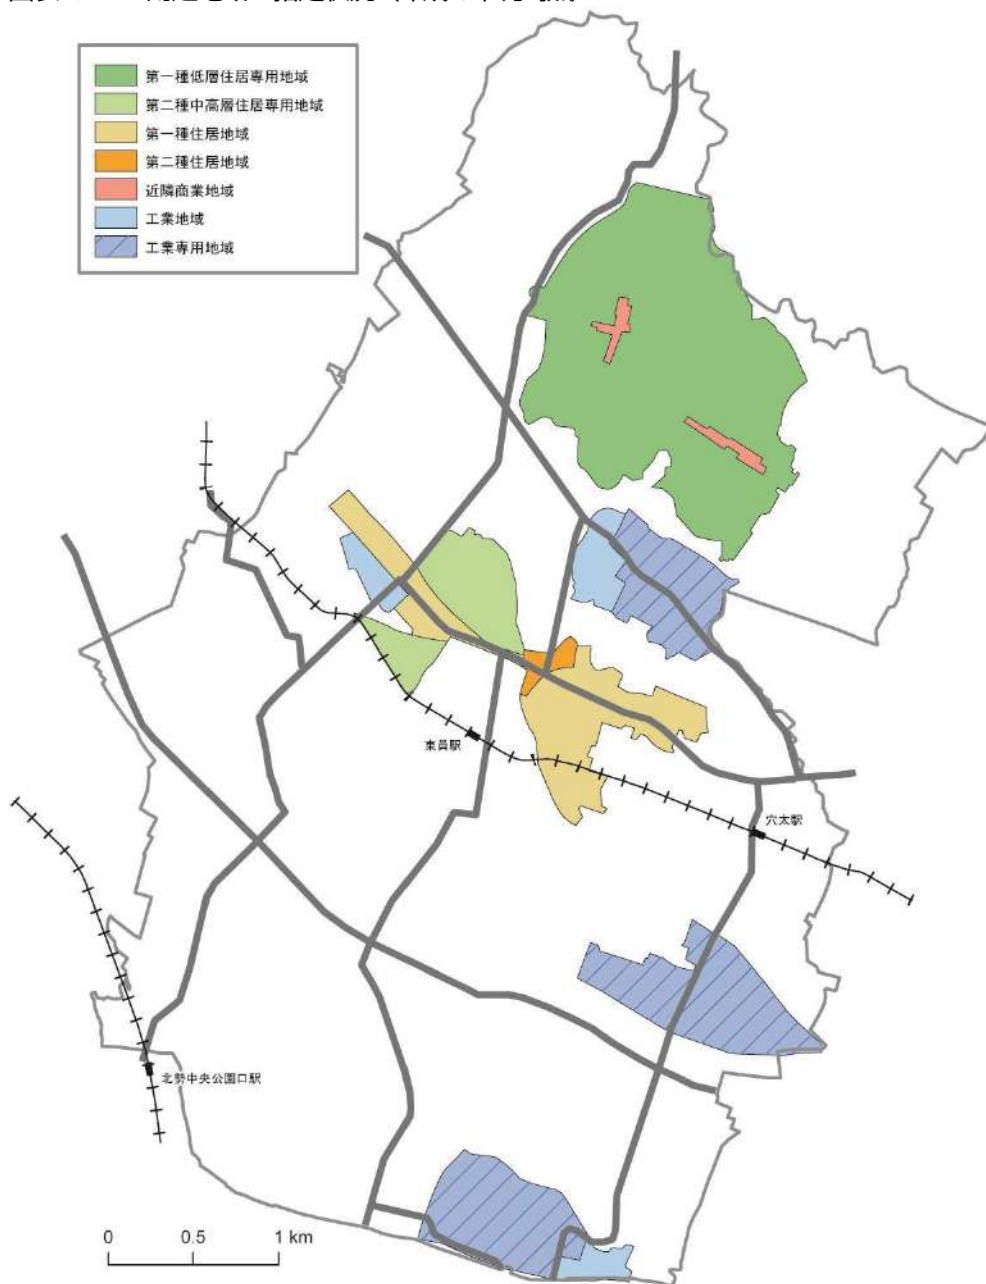 第一種低層住居専用地域
第二種中高層住居専用地域
第一種住居地域
第二種住居地域
近隣商業地域
工業地域
工業専用地域
東員駅
穴太駅
北勢中央公園口駅
0 0.5 1 km